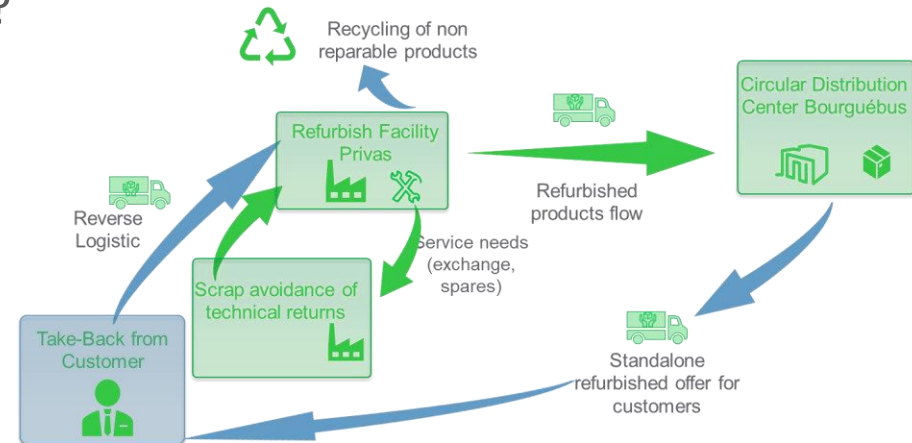 ?
Recycling of non
reparable products
Refurbish Facility
Privas
Circular Distribution
Center Bourguébus
Reverse
Logistic
Refurbished
products flow
Service needs
(exchange,
spares)
Scrap avoidance of
technical returns
Take-Back from
Customer
Standalone
refurbished offer for
customers